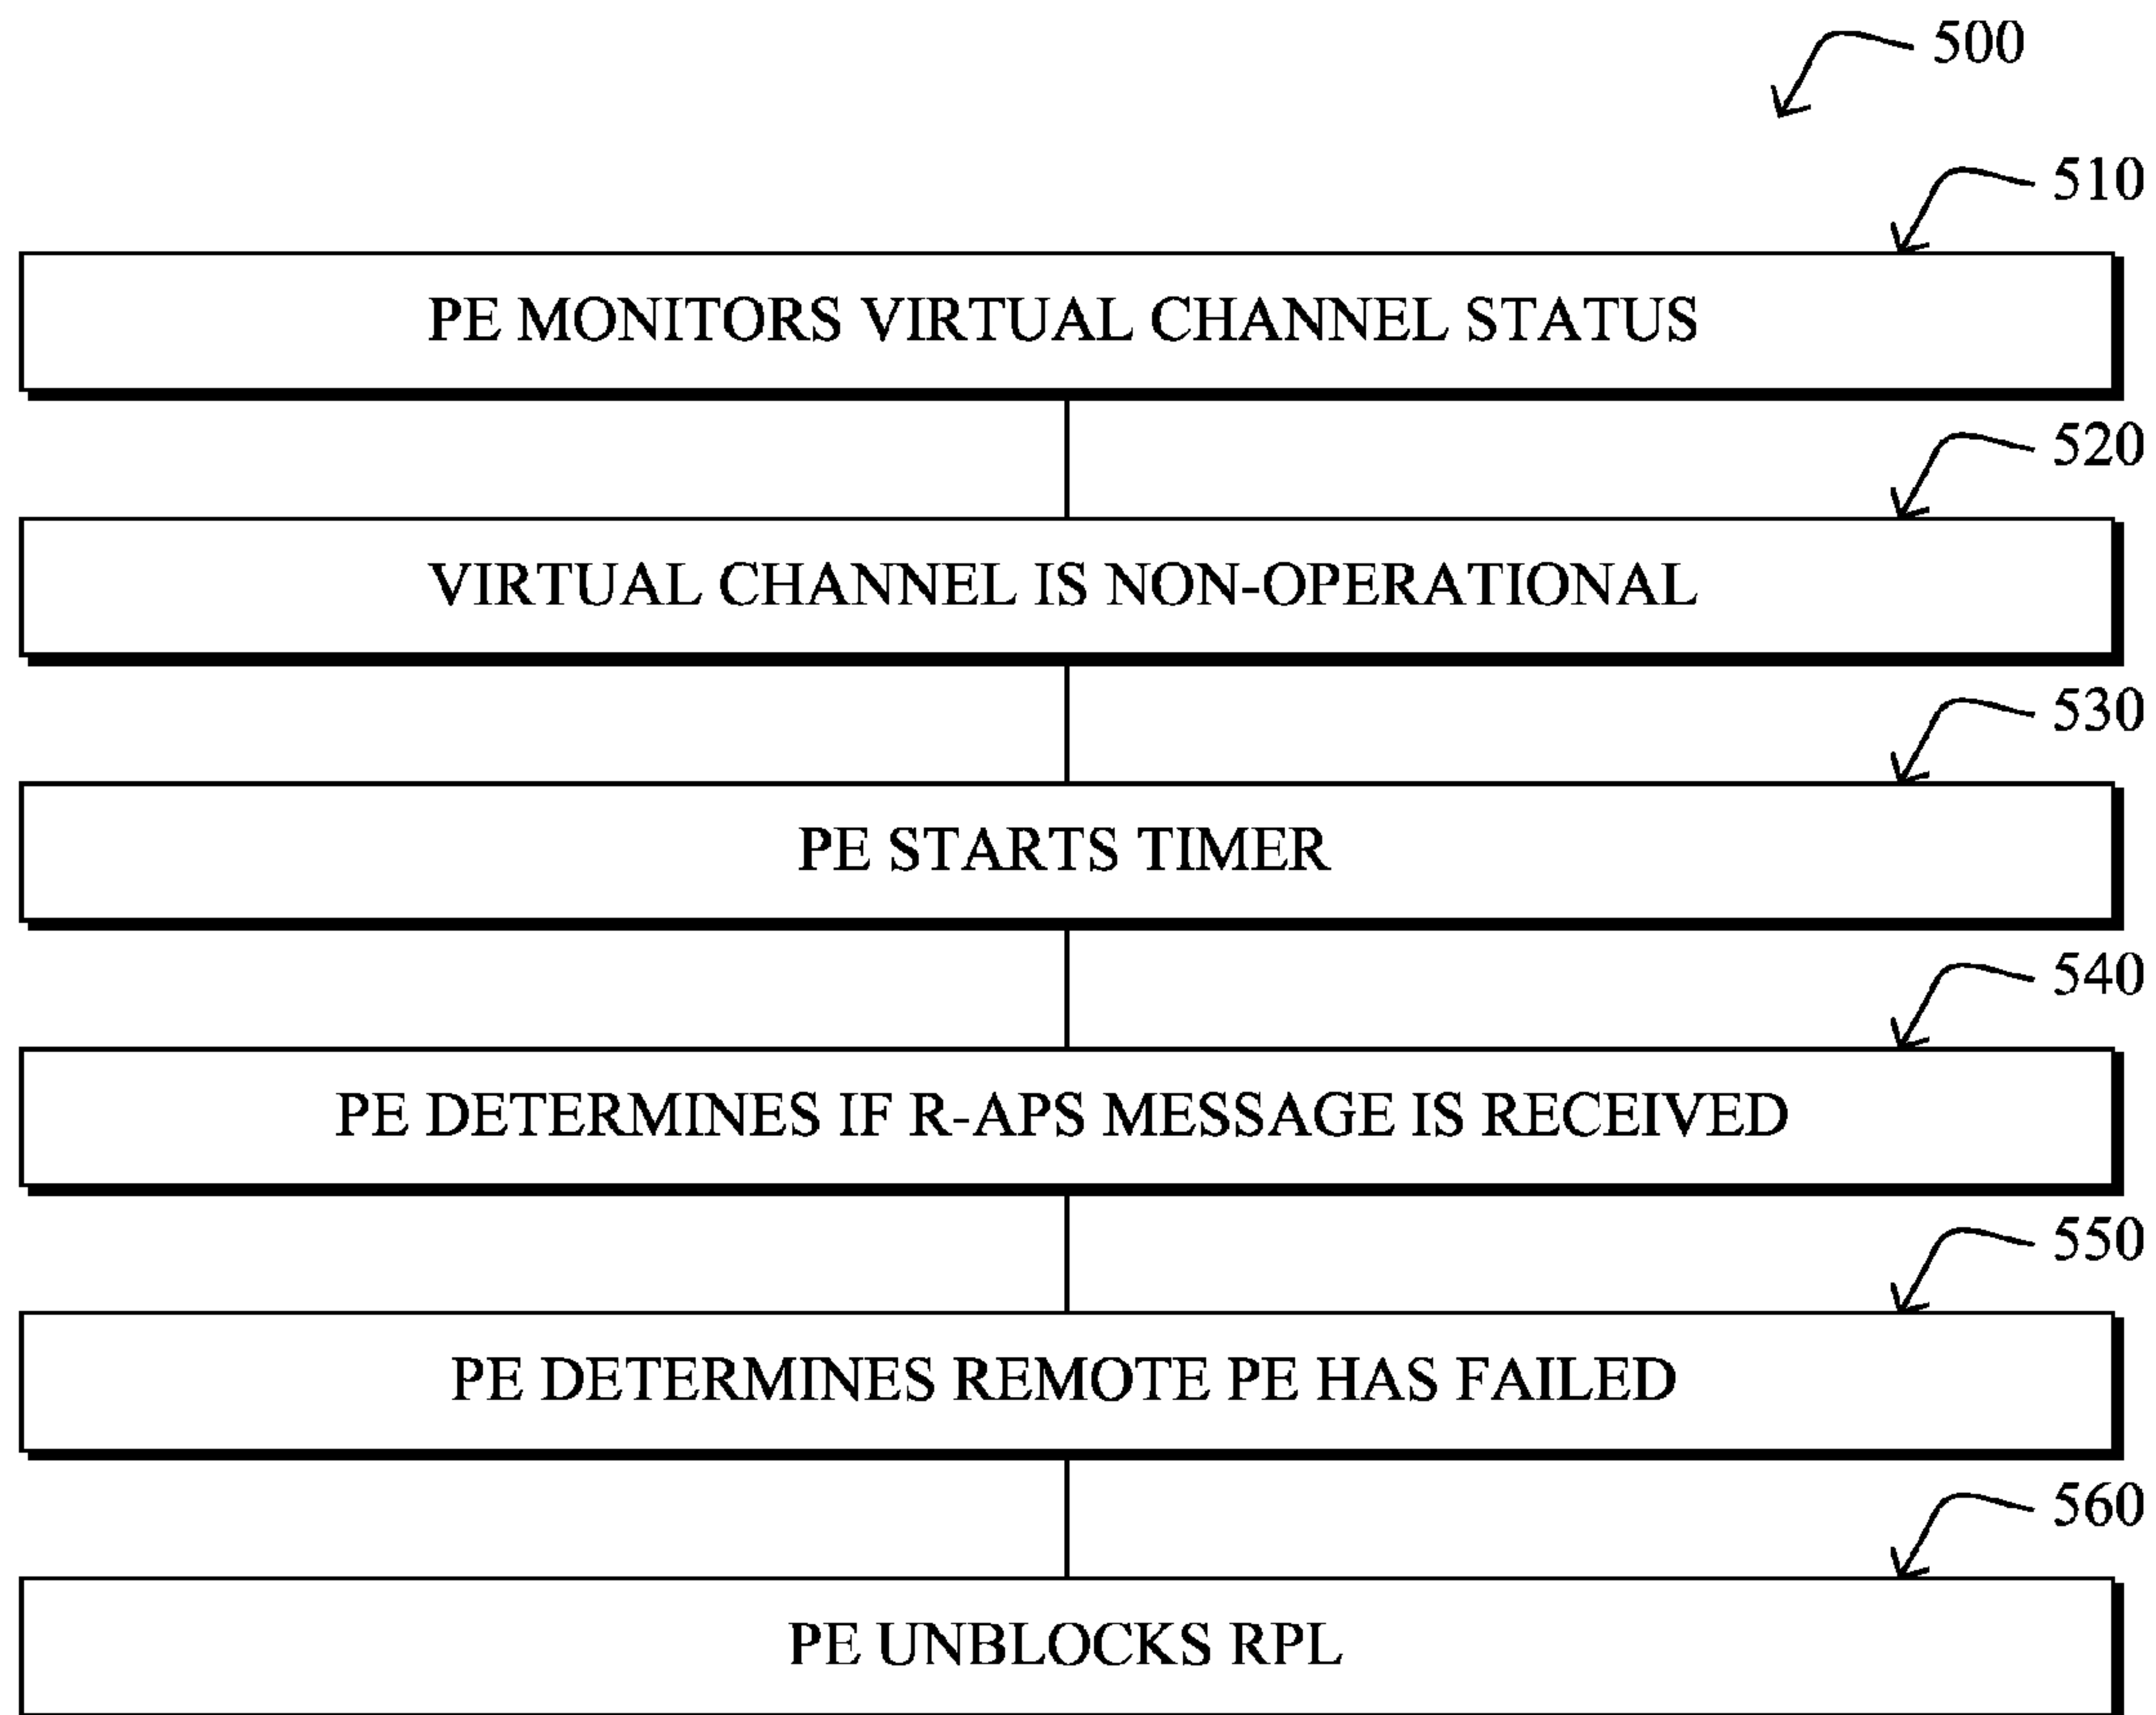 500
510
PE MONITORS VIRTUAL CHANNEL STATUS
520
VIRTUAL CHANNEL IS NON-OPERATIONAL
530
PE STARTS TIMER
540
PE DETERMINES IF R-APS MESSAGE IS RECEIVED
550
PE DETERMINES REMOTE PE HAS FAILED
560
PE UNBLOCKS RPL